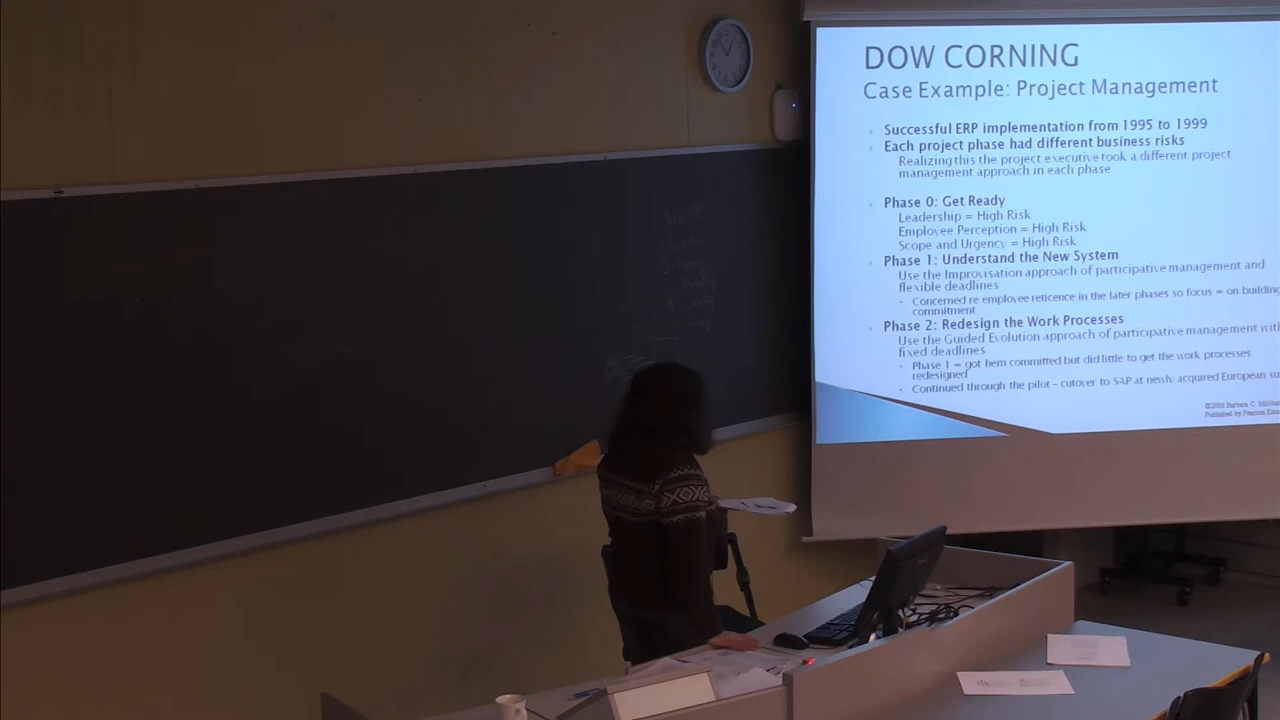 DOW CORNING
Case Example: Project Management
Successful ERP implementation from 1995 to 1999
Each project phase had different business risks
Realizing this the project executive took a different project
management approach in each phase
Phase 0: Get Ready
Leadership = High Risk
Employee Perception = High Risk
Scope and Urgency = High Risk
Phase 1: Understand the New System
Use the Improvisation approach of participative management and
flexible deadlines
Concerned re employee reticence in the later phases so focus = on building
commitment
Phase 2: Redesign the Work Processes
Use the Guided Evolution approach of participative management with
fixed deadlines
Phase 1 = got hem committed but did little to get the work processes
redesigned
Continued through the pilot – cutover to SAP at newly acquired European
Barbara C.
Published by Pearson